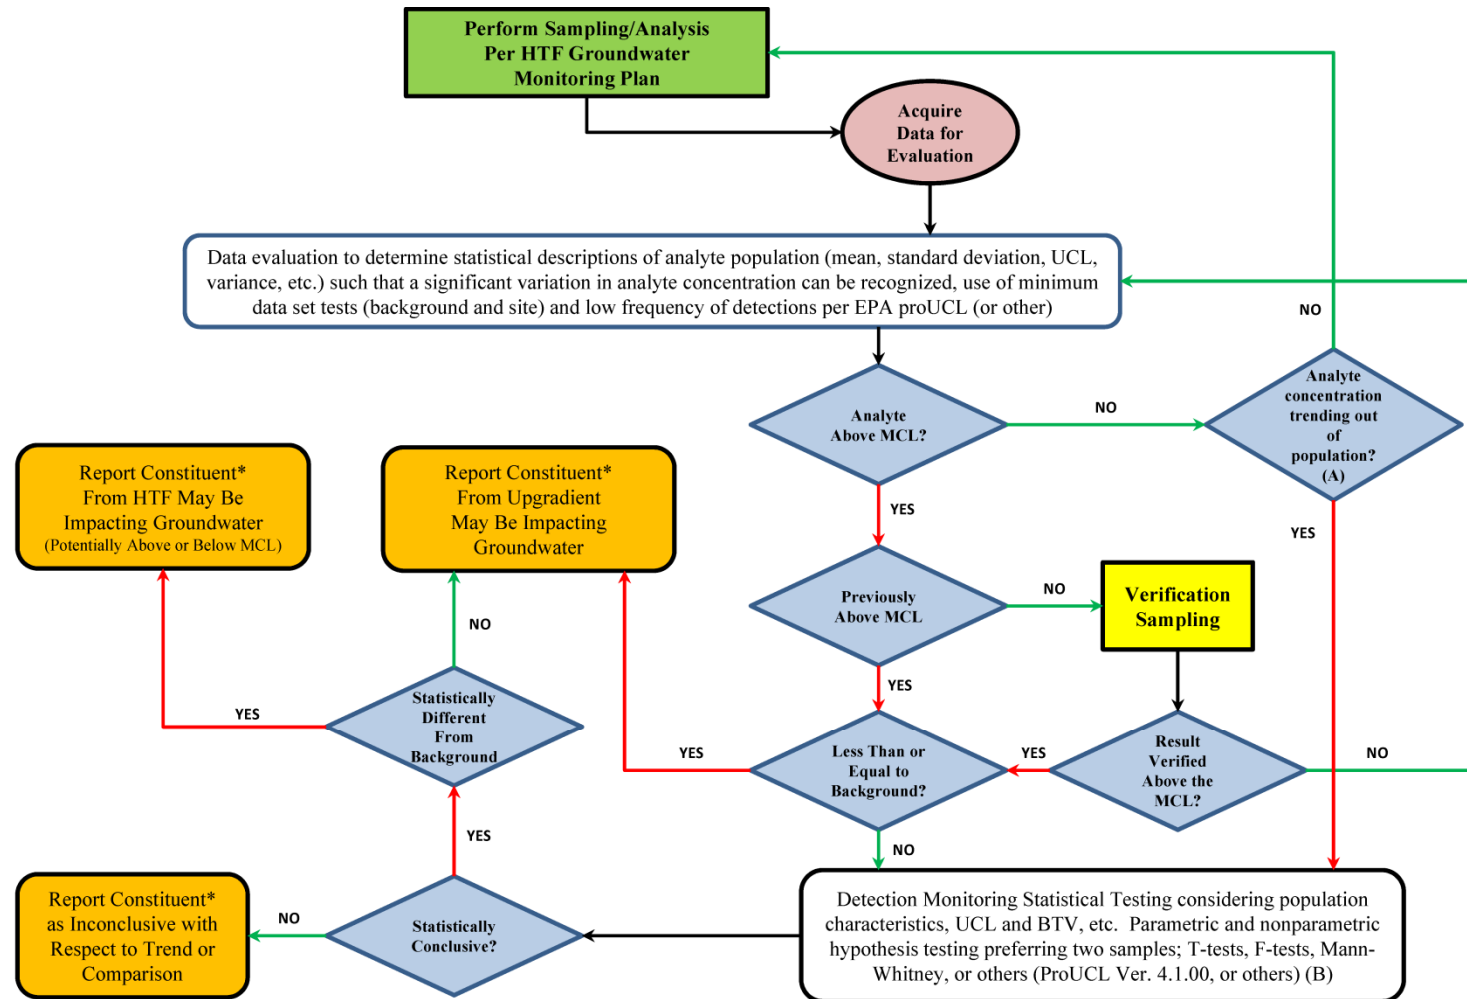 Perform Sampling/Analysis
Per HTF Groundwater
Monitoring Plan
Acquire
Data for
Evaluation
Data evaluation to determine statistical descriptions of analyte population (mean, standard deviation, UCL,
variance, etc.) such that a significant variation in analyte concentration can be recognized, use of minimum
data set tests (background and site) and low frequency of detections per EPA proUCL (or other)
NO
Analyte
Above MCL?
NO
Analyte
concentration
trending out
of
population?
(A)
YES
YES
Report Constituent*
From HTF May Be
Impacting Groundwater
(Potentially Above or Below MCL)
Report Constituent*
From Upgradient
May Be Impacting
Groundwater
Previously
Above MCL
NO
Verification
Sampling
YES
NO
Statistically
Different
From
Background
YES
Less Than or
Equal to
Background?
YES
YES
Result
Verified
Above the
MCL?
NO
NO
YES
Report Constituent*
as Inconclusive with
Respect to Trend or
Comparison
NO
Statistically
Conclusive?
Detection Monitoring Statistical Testing considering population
characteristics, UCL and BTV, etc. Parametric and nonparametric
hypothesis testing preferring two samples; T-tests, F-tests, Mann-
Whitney, or others (ProUCL Ver. 4.1.00, or others) (B)